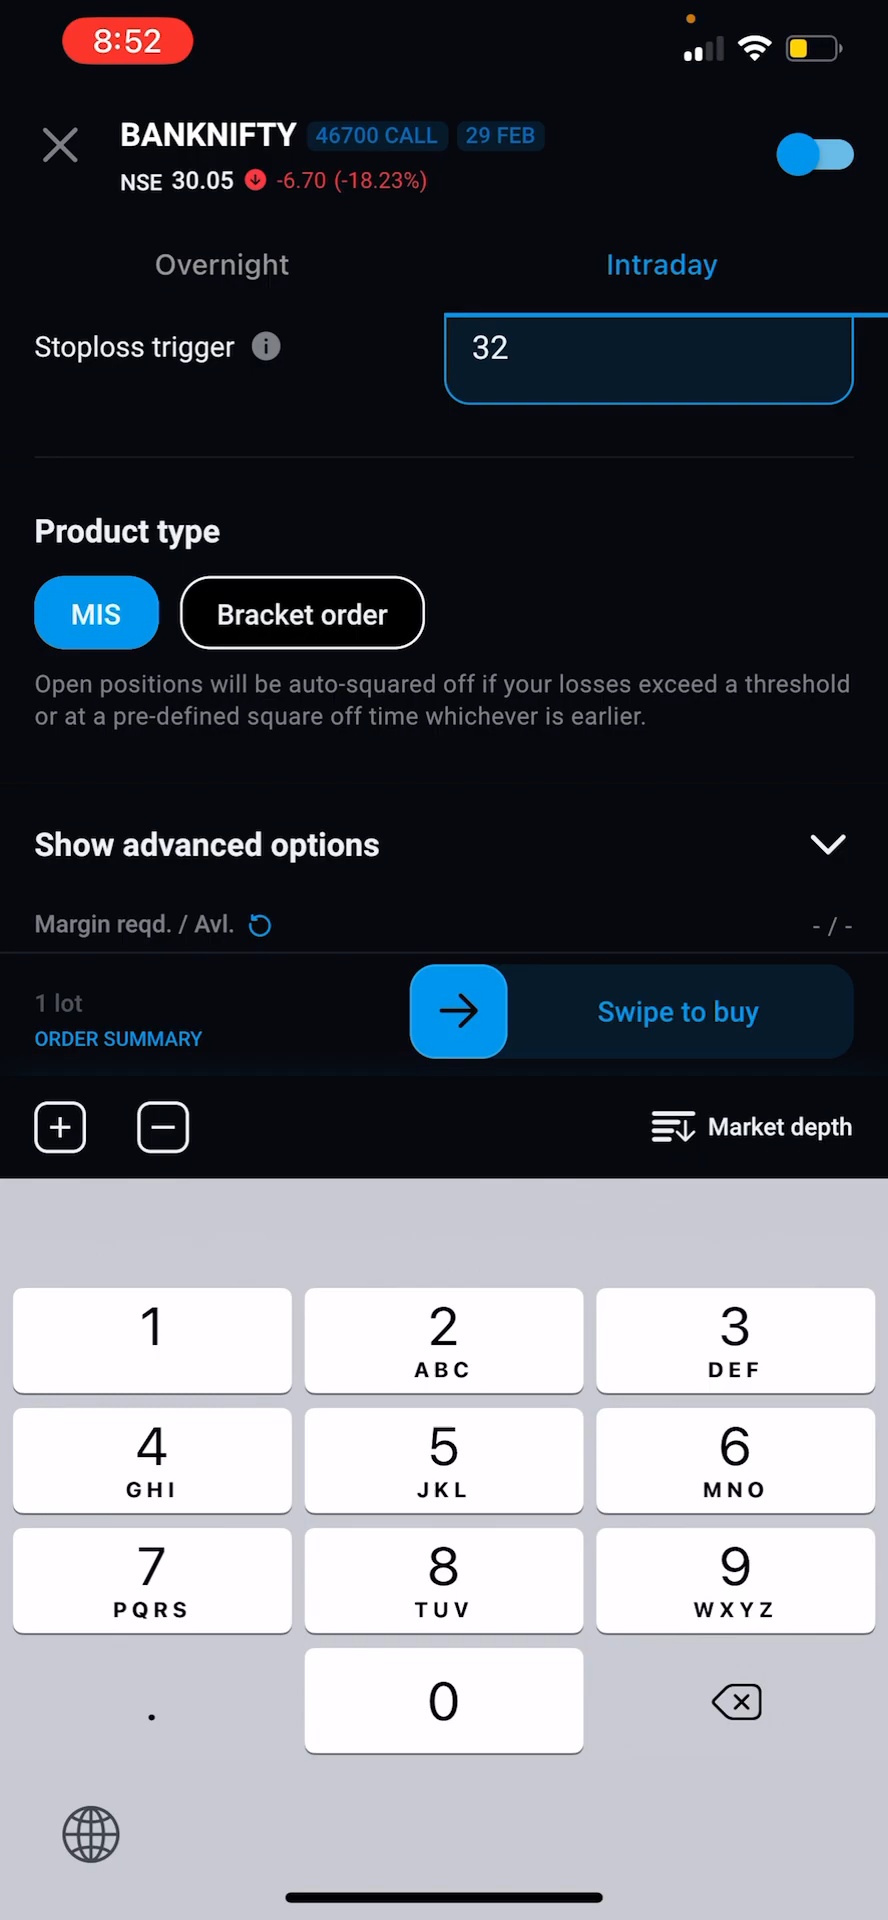 8:52
BANKNIFTY 46700 CALL 29 FEB
NSE 30.05 -6.70 (-18.23%)
Overnight Intraday
Stoploss trigger i 32
Product type
MIS Bracket order
Open positions will be auto-squared off if your losses exceed a threshold
or at a pre-defined square off time whichever is earlier.
Show advanced options
Margin reqd. / Avl. - / -
1 lot
ORDER SUMMARY
Swipe to buy
Market depth
1 2 3
ABC DEF
4 5 6
GHI JKL MNO
7 8 9
PQRS TUV WXYZ
. 0